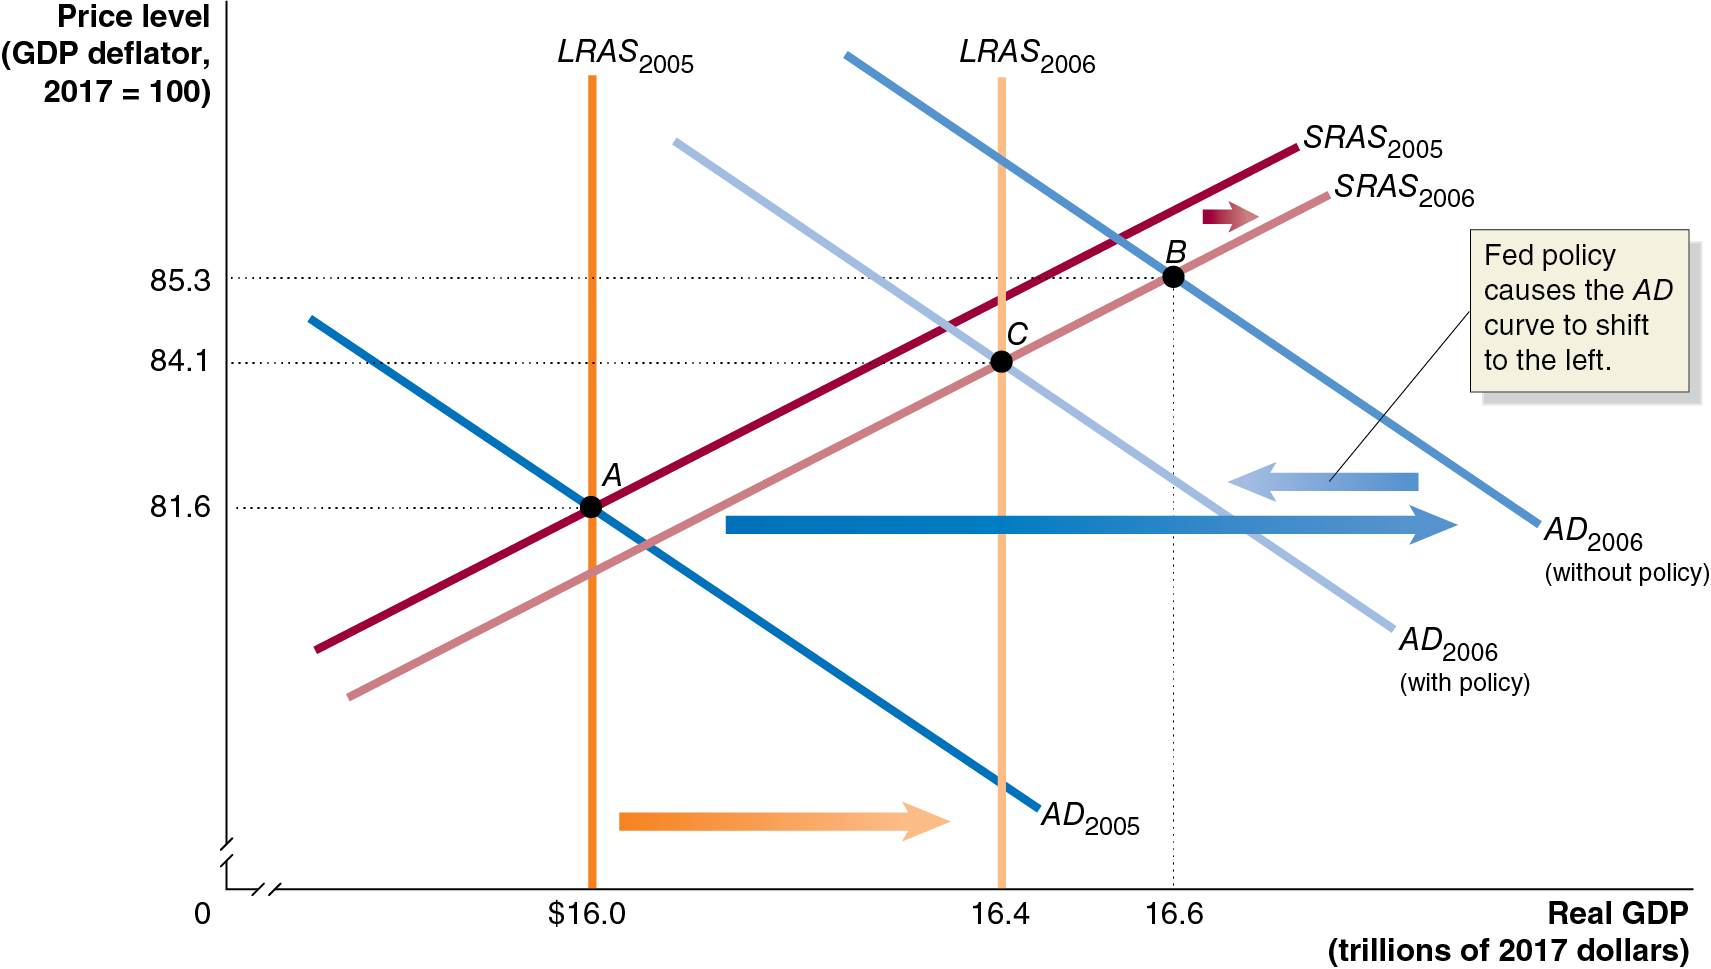 Price level
(GDP deflator,
2017 = 100)
LRAS2005
LRAS2006
SRAS2005
SRAS2006
Fed policy
causes the AD
curve to shift
to the left.
B
85.3
C
84.1
A
81.6
AD2006
(without policy)
AD2006
(with policy)
AD2005
0
$16.0
16.4
16.6
Real GDP
(trillions of 2017 dollars)